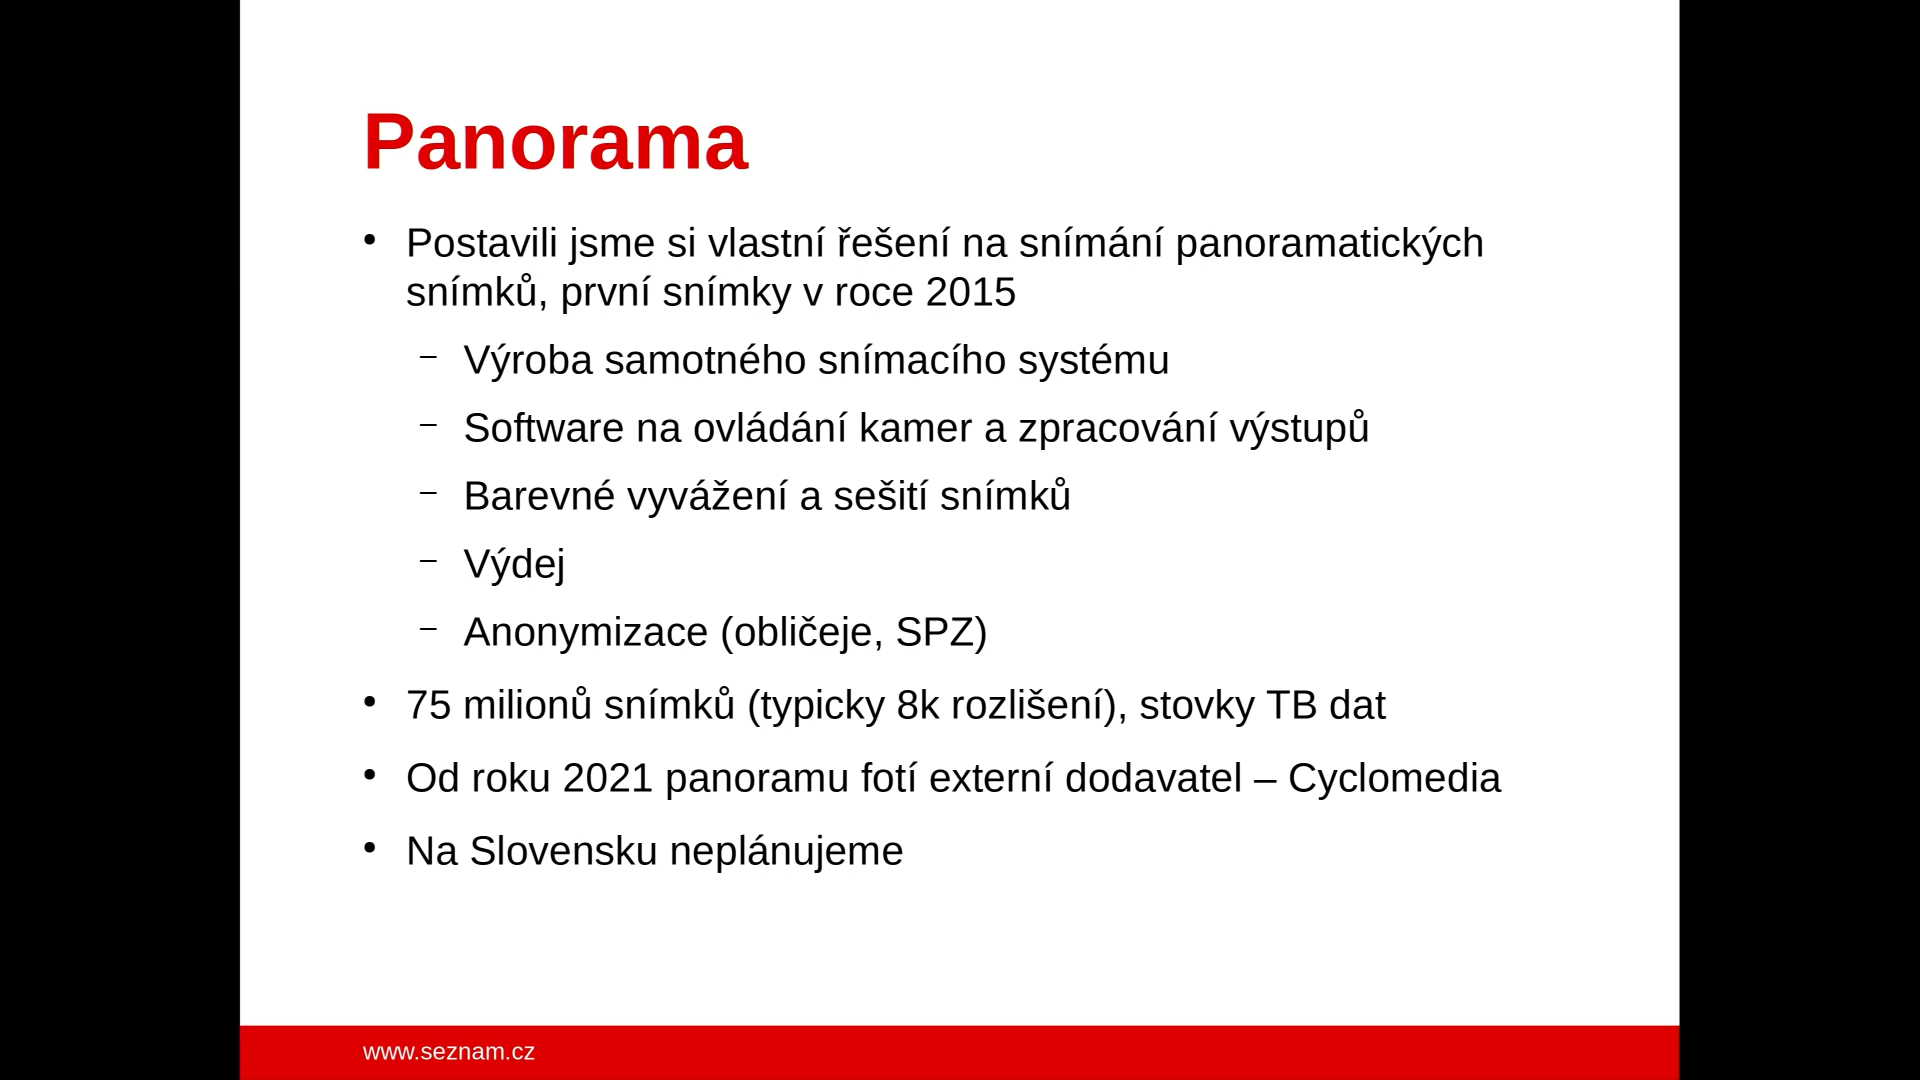 Panorama
• Postavili jsme si vlastní řešení na snímání panoramatických
snímků, první snímky v roce 2015
– Výroba samotného snímacího systému
– Software na ovládání kamer a zpracování výstupů
– Barevné vyvážení a sešití snímků
– Výdej
– Anonymizace (obličeje, SPZ)
• 75 milionů snímků (typicky 8k rozlišení), stovky TB dat
• Od roku 2021 panoramu fotí externí dodavatel – Cyclomedia
• Na Slovensku neplánujeme
www.seznam.cz